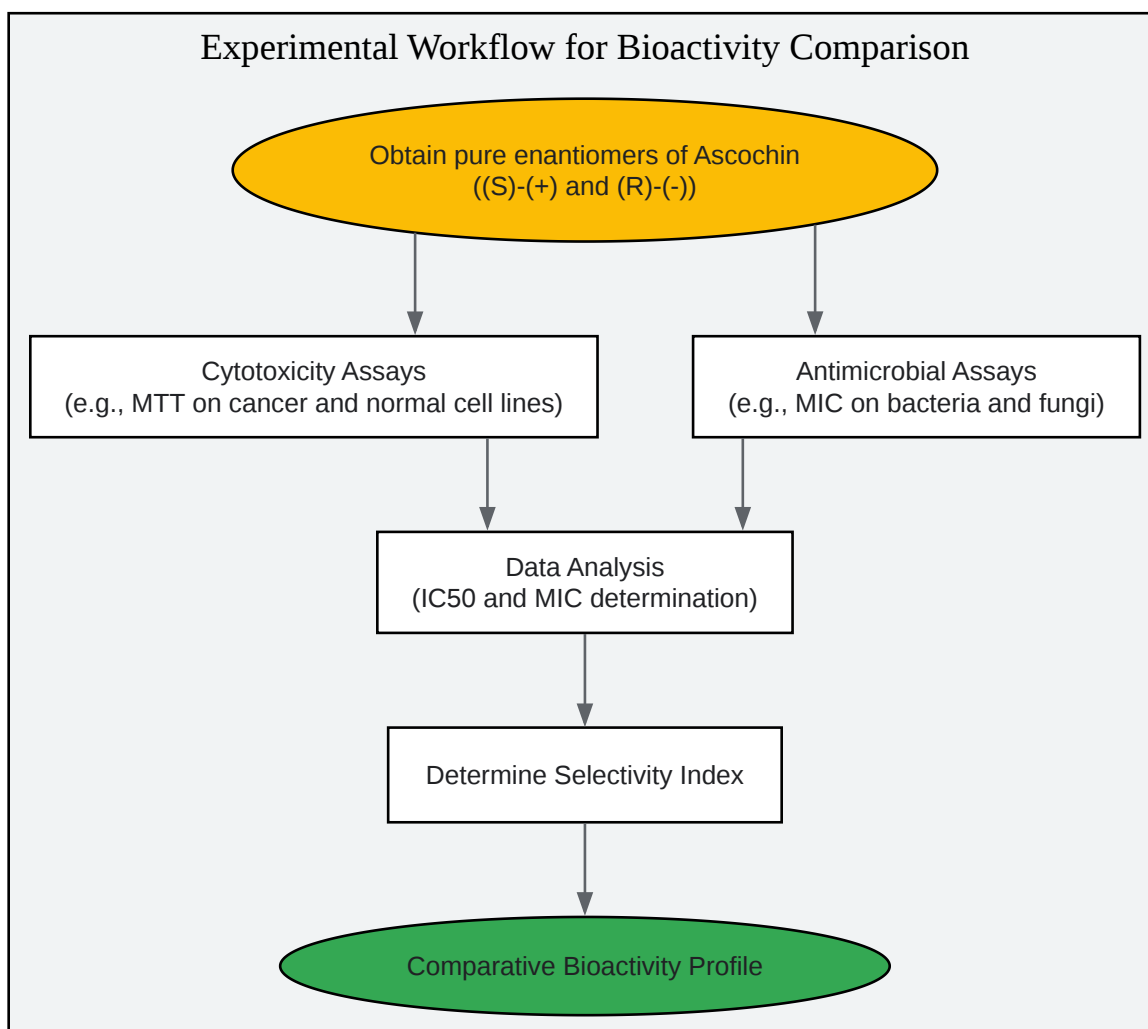 Experimental Workflow for Bioactivity Comparison
Obtain pure enantiomers of Ascochin
((S)-(+) and (R)-(-))
Cytotoxicity Assays
(e.g., MTT on cancer and normal cell lines)
Antimicrobial Assays
(e.g., MIC on bacteria and fungi)
Data Analysis
(IC50 and MIC determination)
Determine Selectivity Index
Comparative Bioactivity Profile